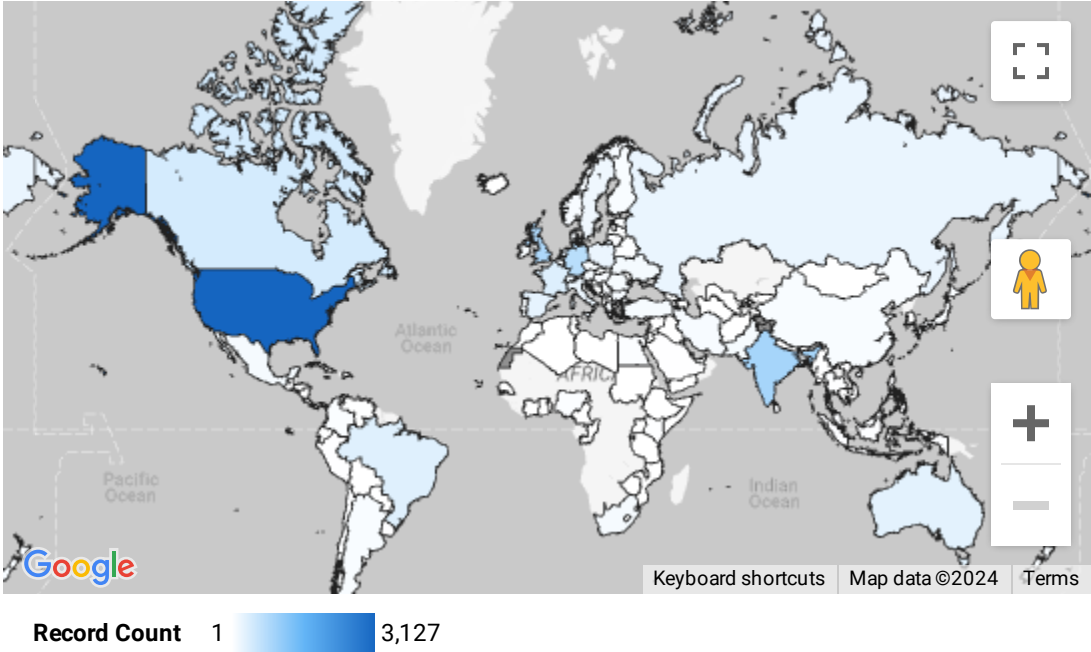 Atlantic
Ocean
AFRICA
Pacific
Ocean
Indian
Ocean
Google
Keyboard shortcuts
Map data ©2024
Terms
Record Count 1 3,127